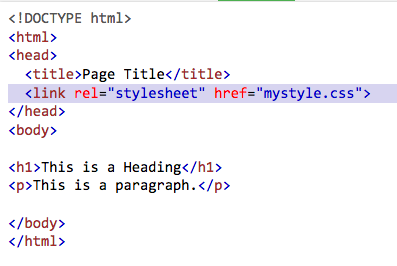 <!DOCTYPE html>
<html>
<head>
  <title>Page Title</title>
  <link rel="stylesheet" href="mystyle.css">
</head>
<body>

<h1>This is a Heading</h1>
<p>This is a paragraph.</p>

</body>
</html>